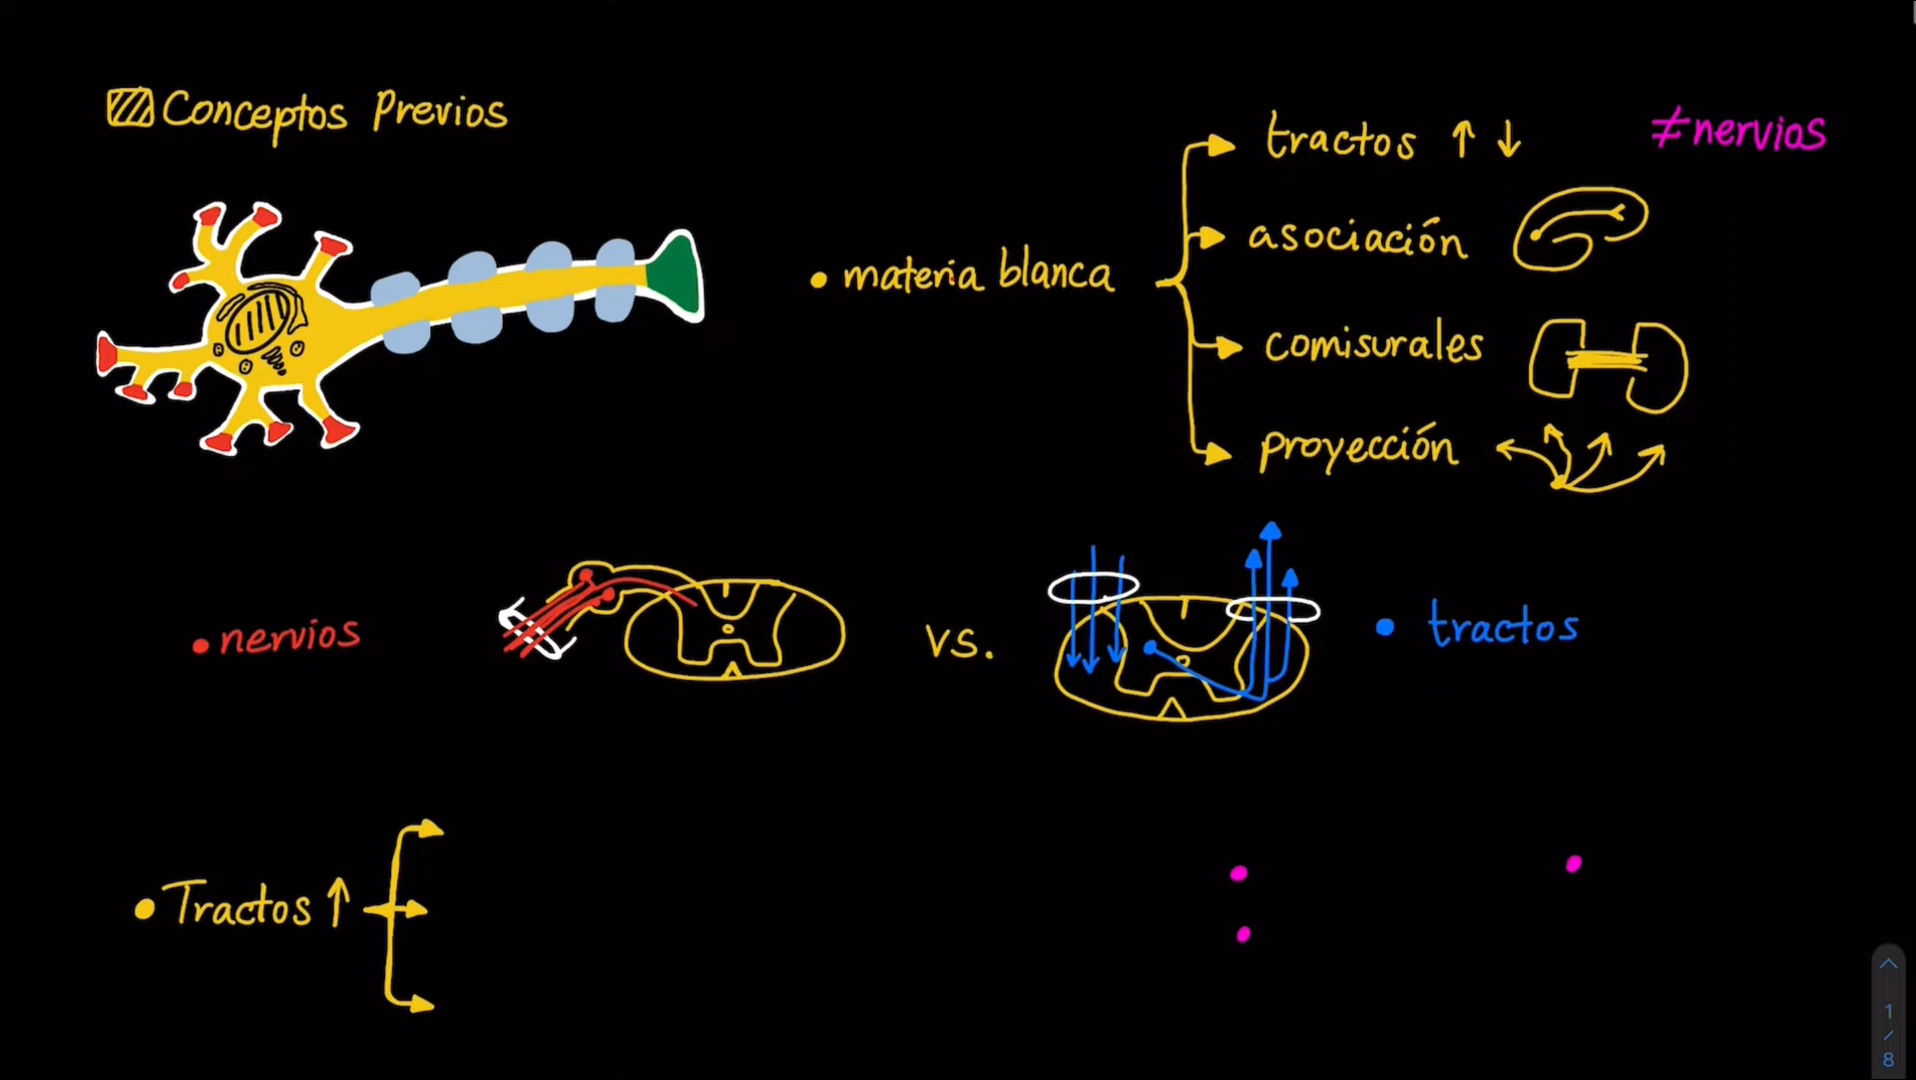 Conceptos Previos
tractos ↑ ↓
≠nervios
asociación
• materia blanca
comisurales
proyección
• nervios
vs.
• tractos
• Tractos ↑
1
/
8